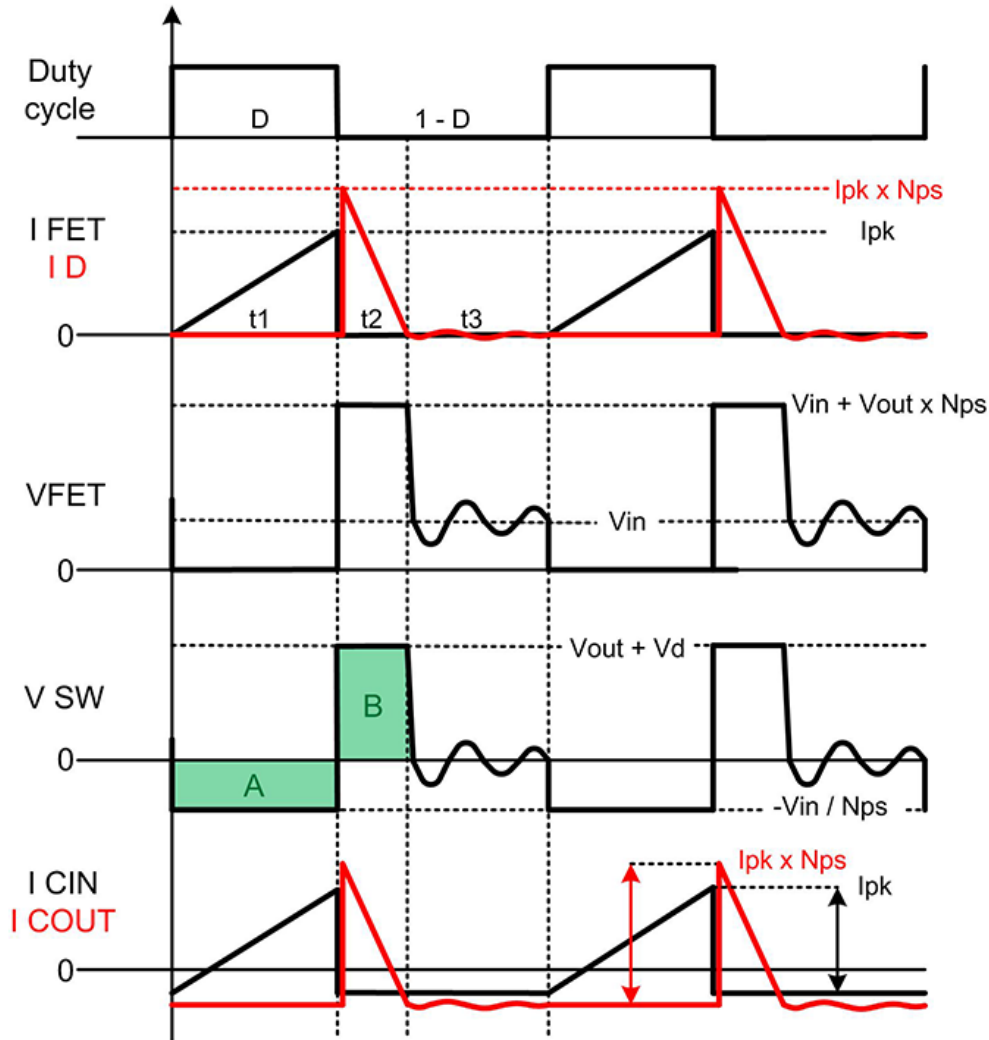 Duty
cycle
D
1 - D
Ipk x Nps
I FET
I D
Ipk
t1
t2
t3
0
Vin + Vout x Nps
VFET
Vin
0
Vout + Vd
V SW
B
0
A
-Vin / Nps
I CIN
I COUT
Ipk x Nps
Ipk
0